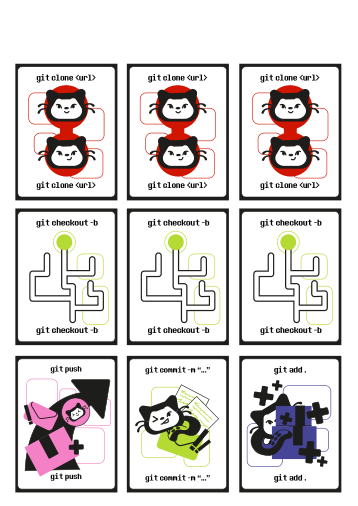 git clone <url> git clone <url> git clone <url>
git clone <url> git clone <url> git clone <url>
git checkout -b git checkout -b git checkout -b
git checkout -b git checkout -b git checkout -b
git push git commit -m “...” git add .
git push git commit -m “...” git add .